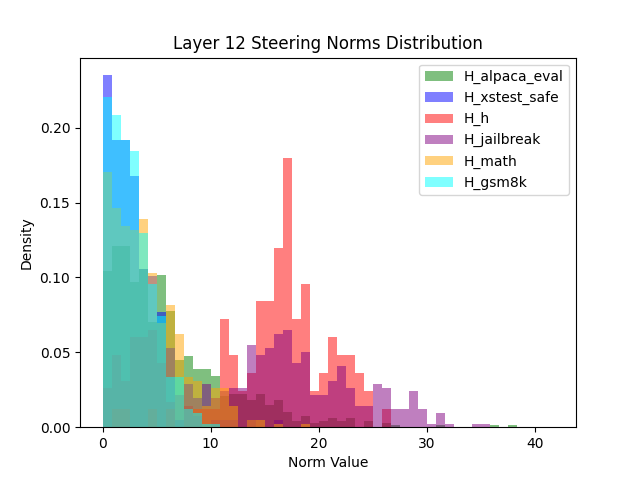 Layer 12 Steering Norms Distribution
H_alpaca_eval
H_xstest_safe
H_h
H_jailbreak
H_math
H_gsm8k
0.20
0.15
0.10
0.05
0.00
Density
0 10 20 30 40
Norm Value